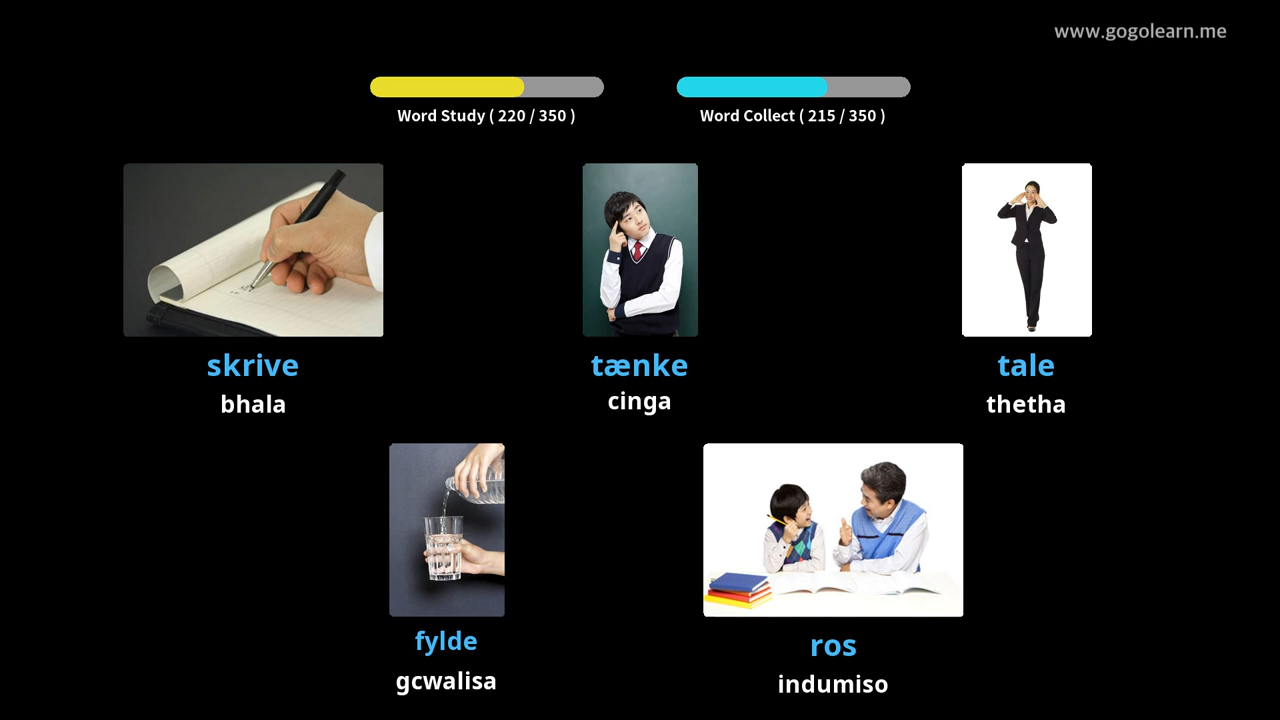 www.gogolearn.me
Word Study ( 220 / 350 )
Word Collect ( 215 / 350 )
skrive
bhala
tænke
cinga
tale
thetha
fylde
gcwalisa
ros
indumiso